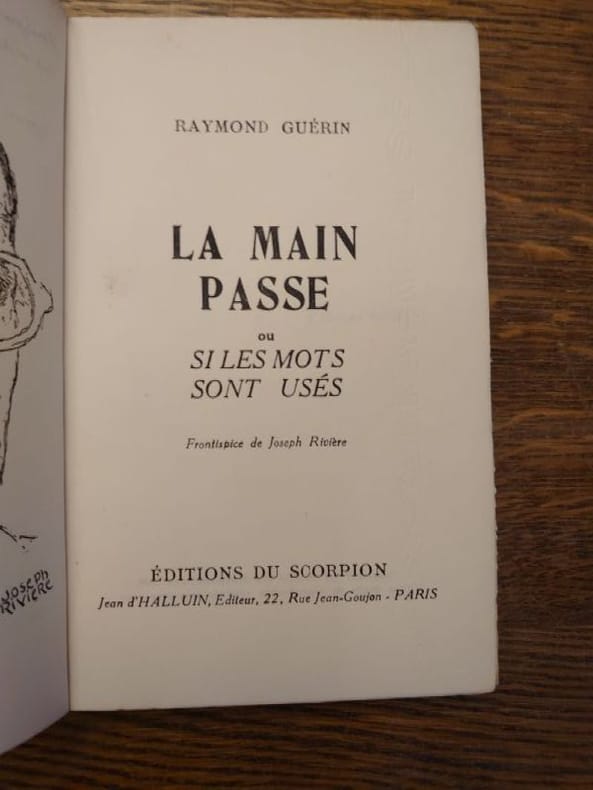 RAYMOND GUÉRIN
LA MAIN
PASSE
ou
SI LES MOTS
SONT USÉS
Frontispice de Joseph Rivière
ÉDITIONS DU SCORPION
Jean d'HALLUIN, Editeur, 22, Rue Jean-Goujon - PARIS
JOSEPH
RIVIERE